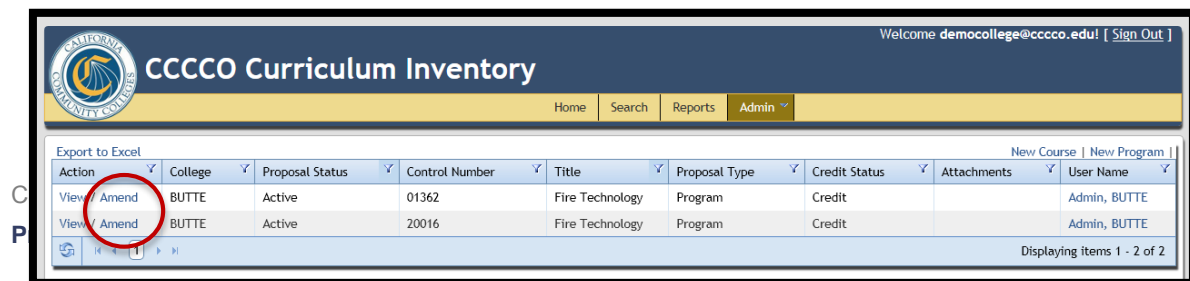 Welcome democollege@cccco.edu! [ Sign Out ]
CALIFORNIA COMMUNITY COLLEGES
CCCCO Curriculum Inventory
Home Search Reports Admin
Export to Excel New Course | New Program |
Action College Proposal Status Control Number Title Proposal Type Credit Status Attachments User Name
View / Amend BUTTE Active 01362 Fire Technology Program Credit Admin, BUTTE
View / Amend BUTTE Active 20016 Fire Technology Program Credit Admin, BUTTE
1 Displaying items 1 - 2 of 2